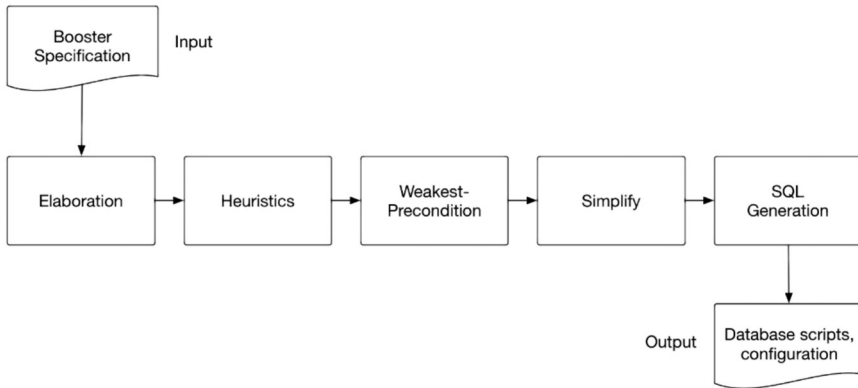 Booster
Specification
Input
Elaboration
Heuristics
Weakest-
Precondition
Simplify
SQL
Generation
Output
Database scripts,
configuration